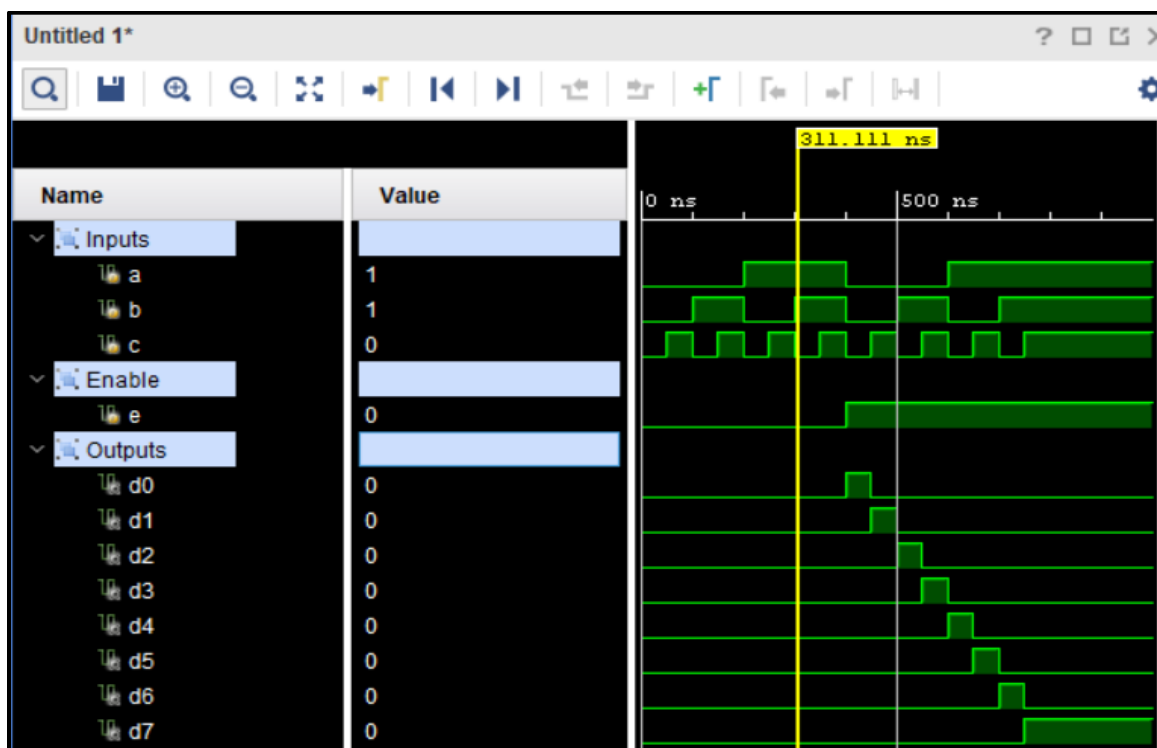 Untitled 1*
311.111 ns
Name Value
0 ns 500 ns
Inputs
a 1
b 1
c 0
Enable
e 0
Outputs
d0 0
d1 0
d2 0
d3 0
d4 0
d5 0
d6 0
d7 0